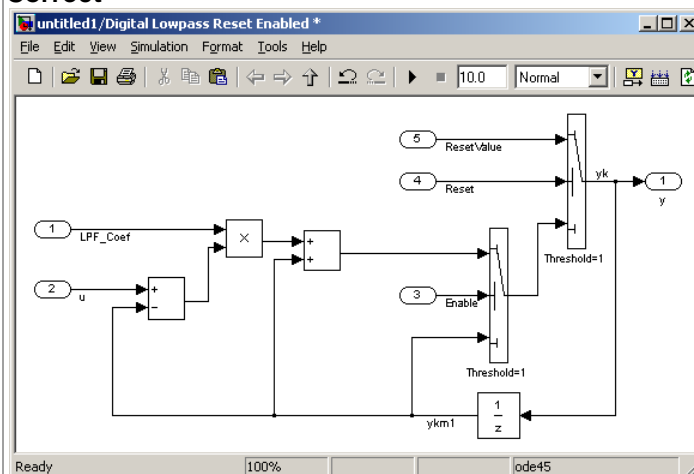 Correct
untitled1/Digital Lowpass Reset Enabled *
File Edit View Simulation Format Tools Help
10.0 Normal
5 ResetValue
4 Reset
yk
1
y
1 LPF_Coef
×
+
+
Threshold=1
2 u
+
−
3 Enable
Threshold=1
ykm1
1
z
Ready 100% ode45